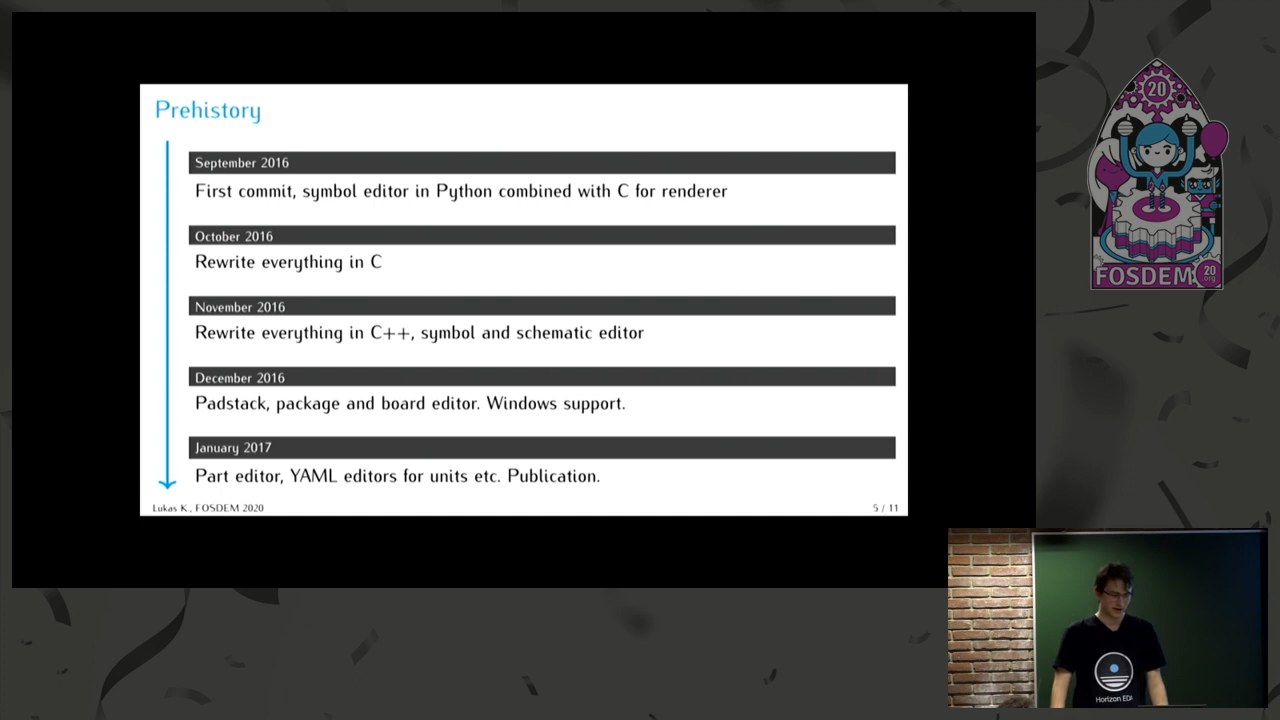 Prehistory
September 2016
First commit, symbol editor in Python combined with C for renderer
October 2016
Rewrite everything in C
November 2016
Rewrite everything in C++, symbol and schematic editor
December 2016
Padstack, package and board editor. Windows support.
January 2017
Part editor, YAML editors for units etc. Publication.
Lukas K., FOSDEM 2020
5 / 11
20
FOSDEM
20
.org
Horizon EDA